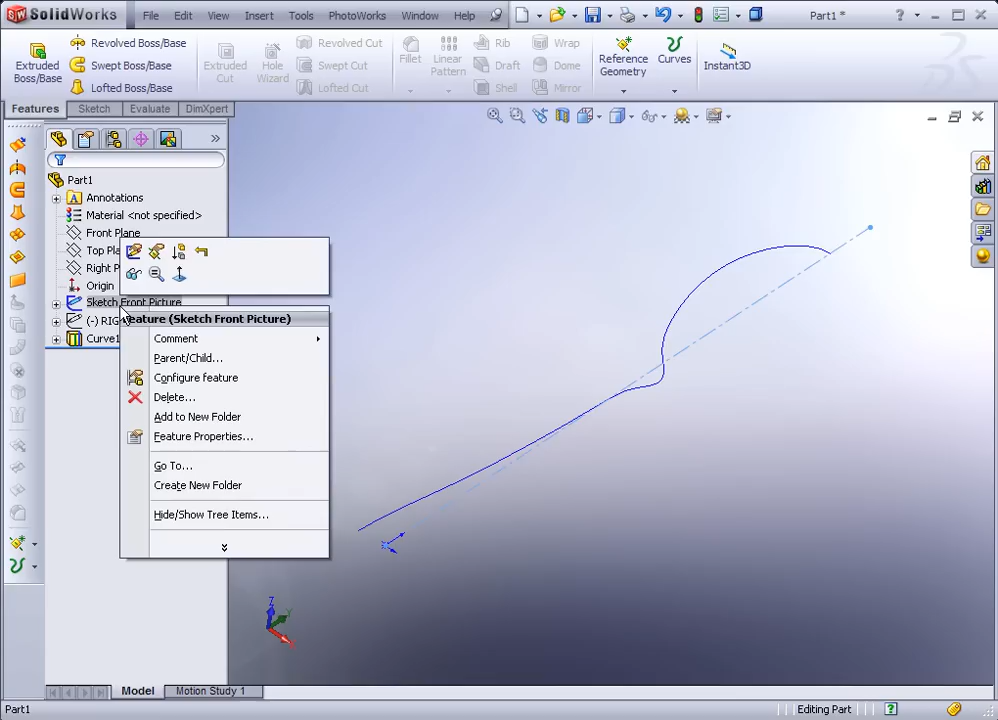 SolidWorks File Edit View Insert Tools PhotoWorks Window Help Part1 * ?
Extruded Boss/Base
Revolved Boss/Base
Swept Boss/Base
Lofted Boss/Base
Extruded Cut
Hole Wizard
Revolved Cut
Swept Cut
Lofted Cut
Fillet
Linear Pattern
Rib
Draft
Shell
Wrap
Dome
Mirror
Reference Geometry
Curves
Instant3D
Features Sketch Evaluate DimXpert
Part1
Annotations
Material <not specified>
Front Plane
Top Pla
Right P
Origin
Sketch Front Picture
(-) RIG
Curve1
Feature (Sketch Front Picture)
Comment
Parent/Child...
Configure feature
Delete...
Add to New Folder
Feature Properties...
Go To...
Create New Folder
Hide/Show Tree Items...
Z
Model Motion Study 1
Part1 Editing Part ?